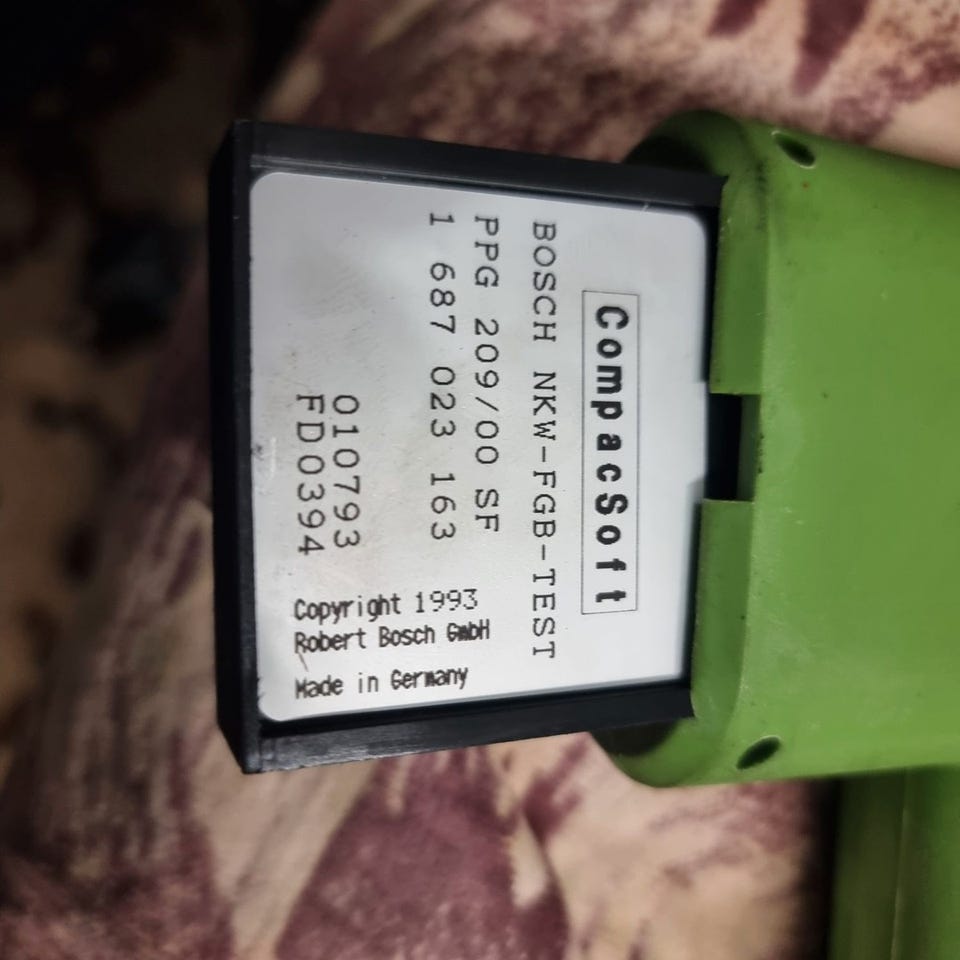 CompacSoft
BOSCH NKW-FGB-TEST
PPG 209/00 SF
1 687 023 163
010793
FD0394
Copyright 1993
Robert Bosch GmbH
Made in Germany